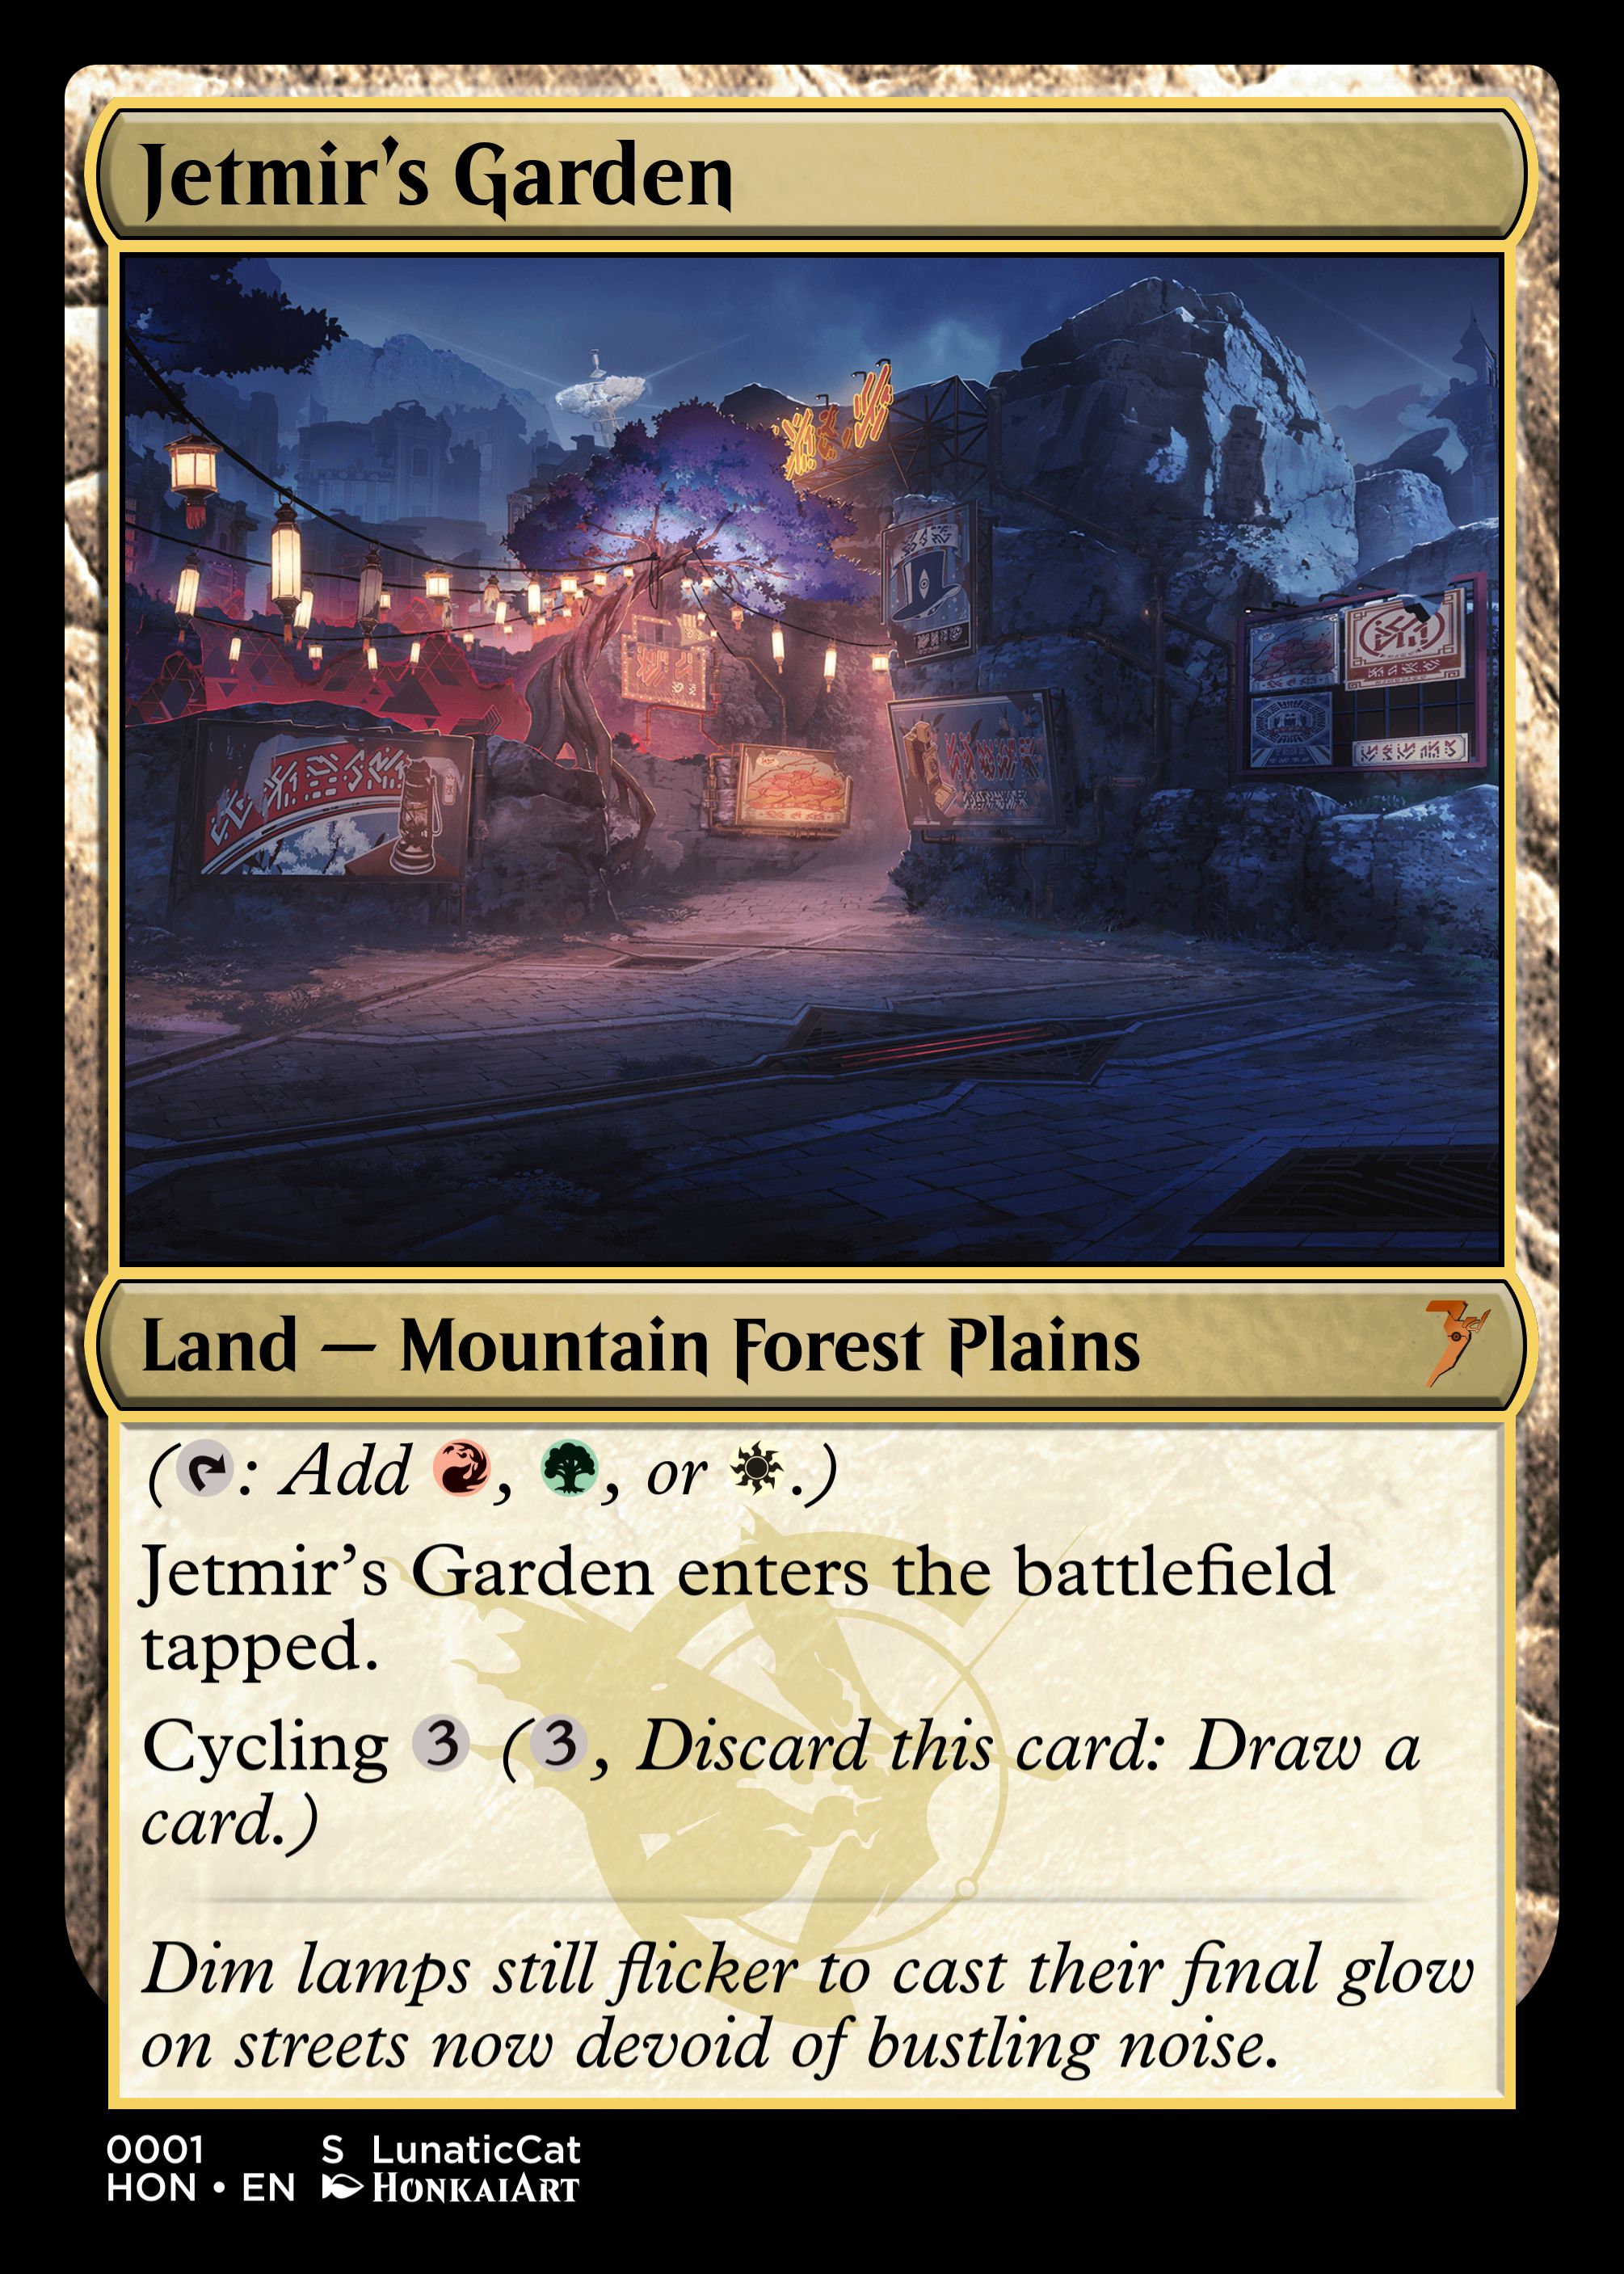 Jetmir's Garden
Land — Mountain Forest Plains
(: Add , , or .)
Jetmir's Garden enters the battlefield
tapped.
Cycling 3 (3, Discard this card: Draw a
card.)
Dim lamps still flicker to cast their final glow
on streets now devoid of bustling noise.
0001 S LunaticCat
HON • EN HONKAIART